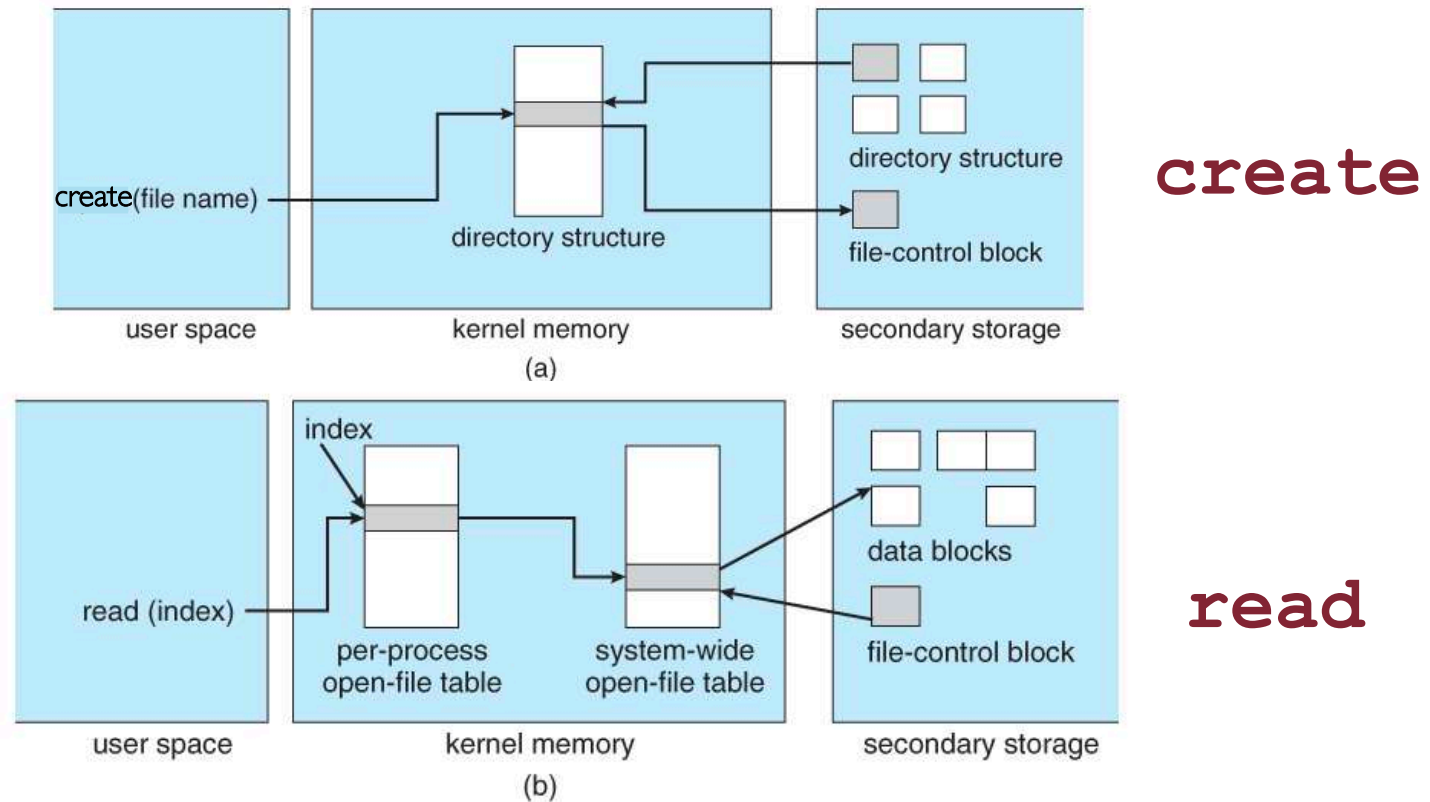 directory structure
create
create(file name)
directory structure
file-control block
user space
kernel memory
secondary storage
(a)
index
data blocks
read (index)
read
per-process
open-file table
system-wide
open-file table
file-control block
user space
kernel memory
secondary storage
(b)